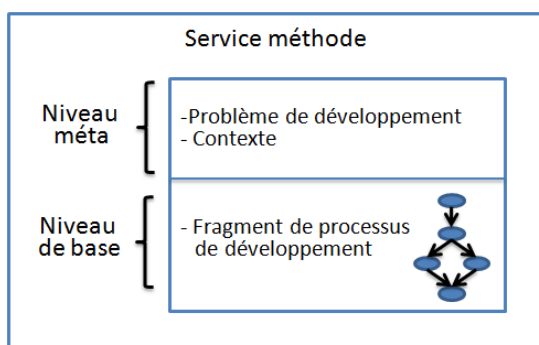 Service méthode
Niveau
méta
-Problème de développement
- Contexte
Niveau
de base
- Fragment de processus
de développement